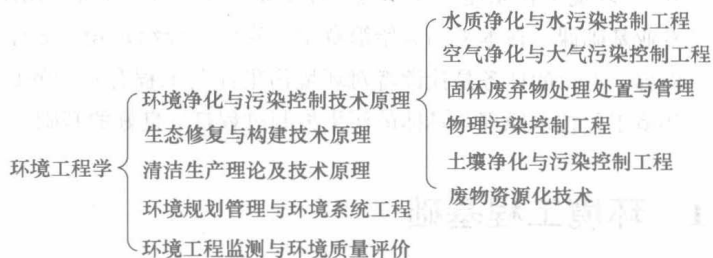 水质净化与水污染控制工程
空气净化与大气污染控制工程
环境净化与污染控制技术原理
固体废弃物处理处置与管理
生态修复与构建技术原理
物理污染控制工程
环境工程学
清洁生产理论及技术原理
土壤净化与污染控制工程
环境规划管理与环境系统工程
废物资源化技术
环境工程监测与环境质量评价